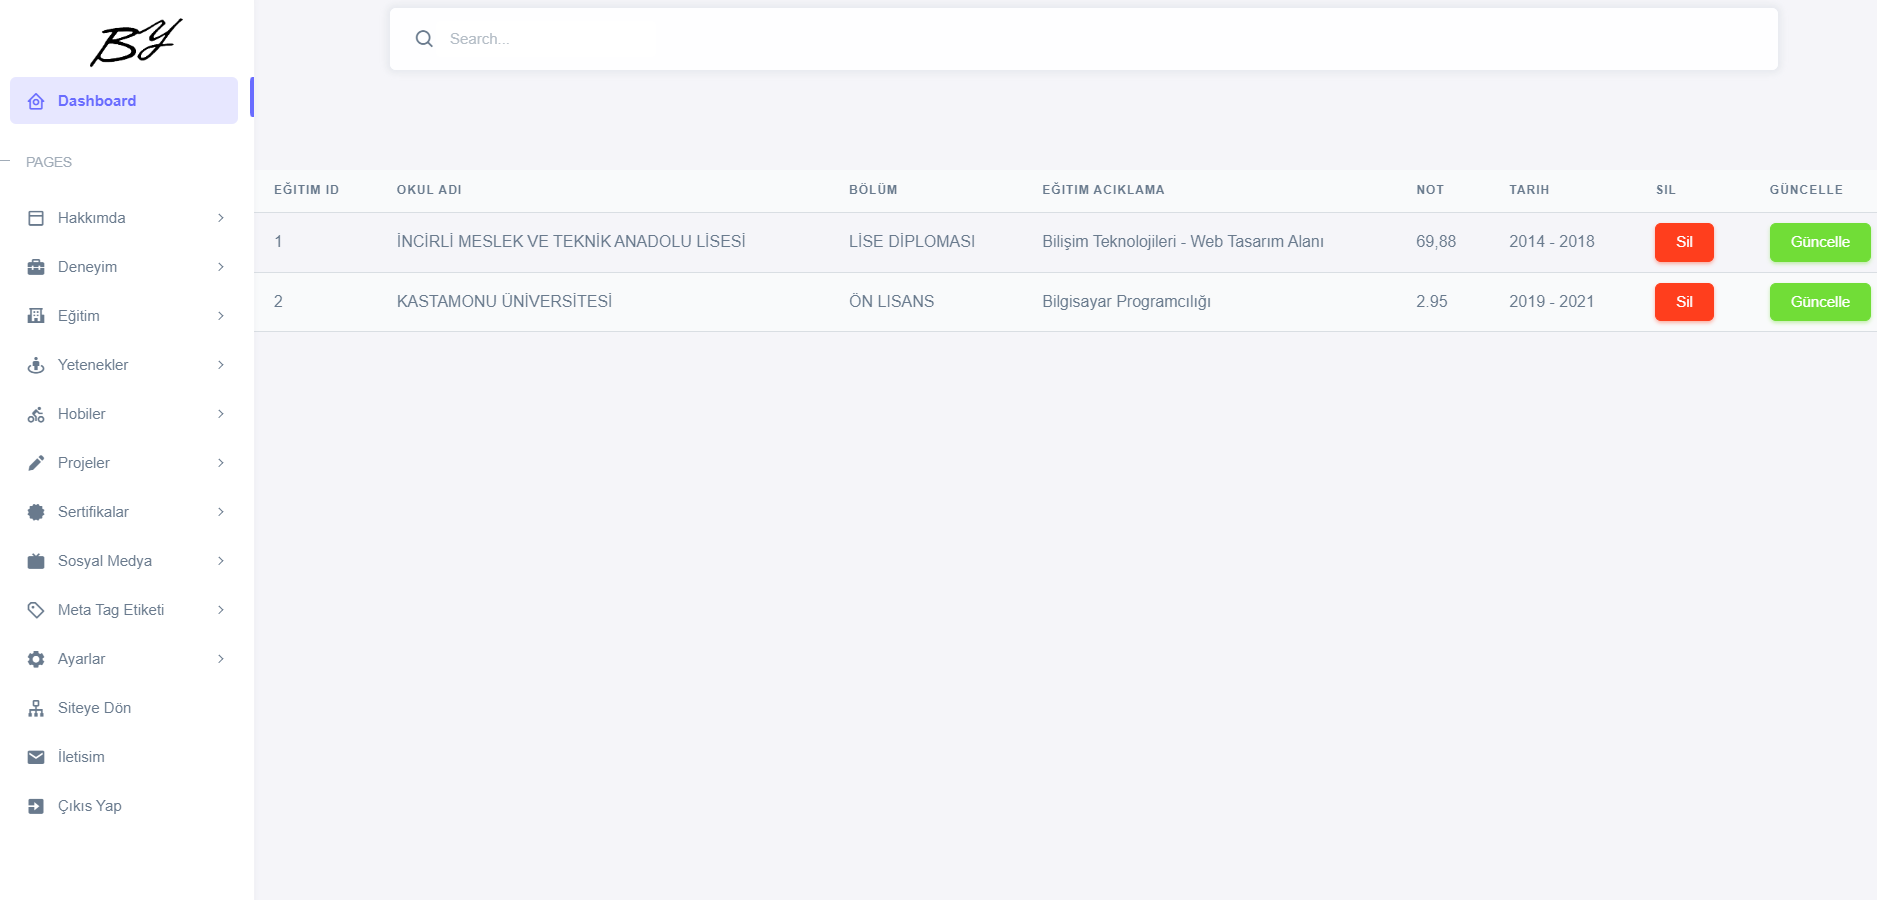 BY
Search...
Dashboard
PAGES
EĞITIM ID OKUL ADI BÖLÜM EĞITIM ACIKLAMA NOT TARIH SIL GÜNCELLE
1 İNCİRLİ MESLEK VE TEKNİK ANADOLU LİSESİ LİSE DİPLOMASI Bilişim Teknolojileri - Web Tasarım Alanı 69,88 2014 - 2018 Sil Güncelle
2 KASTAMONU ÜNİVERSİTESİ ÖN LISANS Bilgisayar Programcılığı 2.95 2019 - 2021 Sil Güncelle
Hakkımda
Deneyim
Eğitim
Yetenekler
Hobiler
Projeler
Sertifikalar
Sosyal Medya
Meta Tag Etiketi
Ayarlar
Siteye Dön
İletisim
Çıkıs Yap